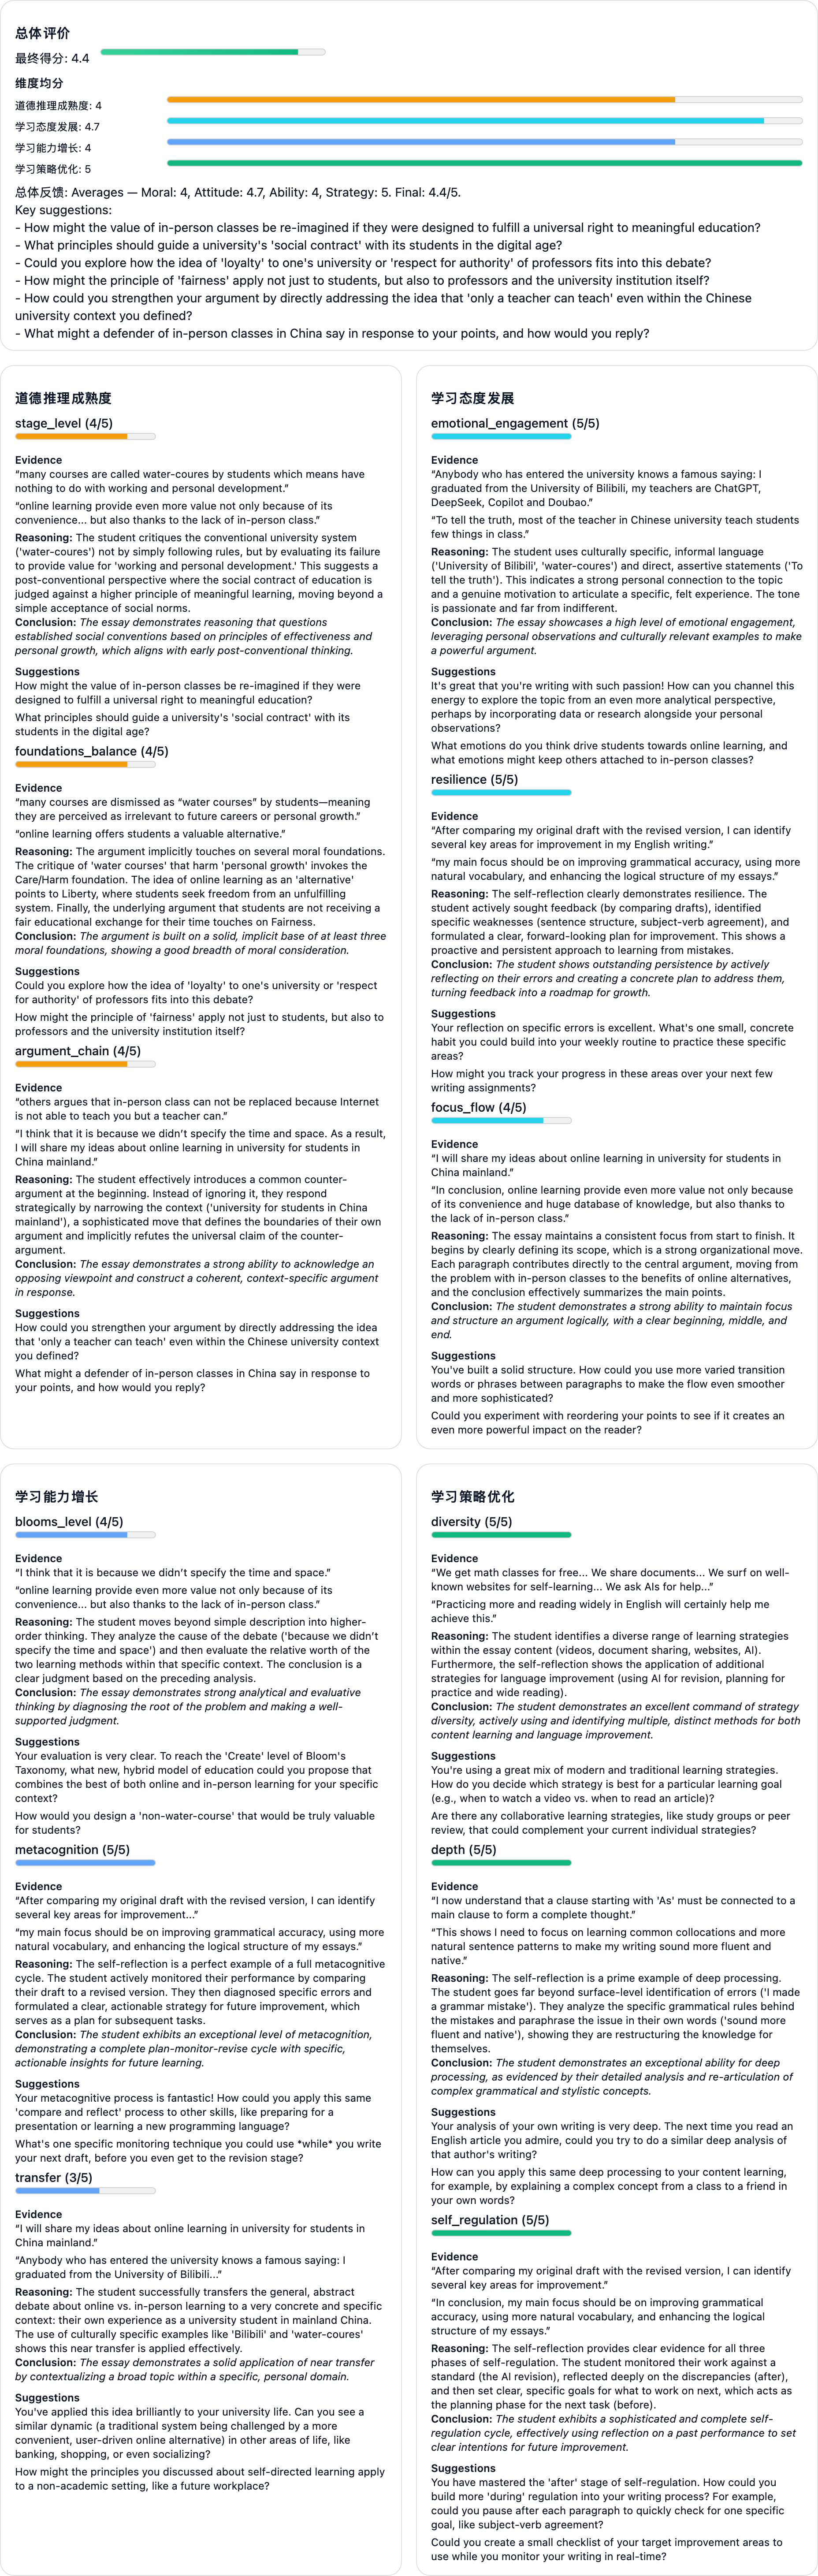 总体评价
最终得分: 4.4
维度均分
道德推理成熟度: 4
学习态度发展: 4.7
学习能力增长: 4
学习策略优化: 5
总体反馈: Averages — Moral: 4, Attitude: 4.7, Ability: 4, Strategy: 5. Final: 4.4/5.
Key suggestions:
- How might the value of in-person classes be re-imagined if they were designed to fulfill a universal right to meaningful education?
- What principles should guide a university's 'social contract' with its students in the digital age?
- Could you explore how the idea of 'loyalty' to one's university or 'respect for authority' of professors fits into this debate?
- How might the principle of 'fairness' apply not just to students, but also to professors and the university institution itself?
- How could you strengthen your argument by directly addressing the idea that 'only a teacher can teach' even within the Chinese
university context you defined?
- What might a defender of in-person classes in China say in response to your points, and how would you reply?
道德推理成熟度
stage_level (4/5)
Evidence
“many courses are called water-coures by students which means have
nothing to do with working and personal development.”
“online learning provide even more value not only because of its
convenience... but also thanks to the lack of in-person class.”
Reasoning: The student critiques the conventional university system
('water-coures') not by simply following rules, but by evaluating its failure
to provide value for 'working and personal development.' This suggests a
post-conventional perspective where the social contract of education is
judged against a higher principle of meaningful learning, moving beyond a
simple acceptance of social norms.
Conclusion: The essay demonstrates reasoning that questions
established social conventions based on principles of effectiveness and
personal growth, which aligns with early post-conventional thinking.
Suggestions
How might the value of in-person classes be re-imagined if they were
designed to fulfill a universal right to meaningful education?
What principles should guide a university's 'social contract' with its
students in the digital age?
foundations_balance (4/5)
Evidence
“many courses are dismissed as “water courses” by students—meaning
they are perceived as irrelevant to future careers or personal growth.”
“online learning offers students a valuable alternative.”
Reasoning: The argument implicitly touches on several moral foundations.
The critique of 'water courses' that harm 'personal growth' invokes the
Care/Harm foundation. The idea of online learning as an 'alternative'
points to Liberty, where students seek freedom from an unfulfilling
system. Finally, the underlying argument that students are not receiving a
fair educational exchange for their time touches on Fairness.
Conclusion: The argument is built on a solid, implicit base of at least three
moral foundations, showing a good breadth of moral consideration.
Suggestions
Could you explore how the idea of 'loyalty' to one's university or 'respect
for authority' of professors fits into this debate?
How might the principle of 'fairness' apply not just to students, but also to
professors and the university institution itself?
argument_chain (4/5)
Evidence
“others argues that in-person class can not be replaced because Internet
is not able to teach you but a teacher can.”
“I think that it is because we didn’t specify the time and space. As a result,
I will share my ideas about online learning in university for students in
China mainland.”
Reasoning: The student effectively introduces a common counter-
argument at the beginning. Instead of ignoring it, they respond
strategically by narrowing the context ('university for students in China
mainland'), a sophisticated move that defines the boundaries of their own
argument and implicitly refutes the universal claim of the counter-
argument.
Conclusion: The essay demonstrates a strong ability to acknowledge an
opposing viewpoint and construct a coherent, context-specific argument
in response.
Suggestions
How could you strengthen your argument by directly addressing the idea
that 'only a teacher can teach' even within the Chinese university context
you defined?
What might a defender of in-person classes in China say in response to
your points, and how would you reply?
学习态度发展
emotional_engagement (5/5)
Evidence
“Anybody who has entered the university knows a famous saying: I
graduated from the University of Bilibili, my teachers are ChatGPT,
DeepSeek, Copilot and Doubao.”
“To tell the truth, most of the teacher in Chinese university teach students
few things in class.”
Reasoning: The student uses culturally specific, informal language
('University of Bilibili', 'water-coures') and direct, assertive statements ('To
tell the truth'). This indicates a strong personal connection to the topic
and a genuine motivation to articulate a specific, felt experience. The tone
is passionate and far from indifferent.
Conclusion: The essay showcases a high level of emotional engagement,
leveraging personal observations and culturally relevant examples to make
a powerful argument.
Suggestions
It's great that you're writing with such passion! How can you channel this
energy to explore the topic from an even more analytical perspective,
perhaps by incorporating data or research alongside your personal
observations?
What emotions do you think drive students towards online learning, and
what emotions might keep others attached to in-person classes?
resilience (5/5)
Evidence
“After comparing my original draft with the revised version, I can identify
several key areas for improvement in my English writing.”
“my main focus should be on improving grammatical accuracy, using more
natural vocabulary, and enhancing the logical structure of my essays.”
Reasoning: The self-reflection clearly demonstrates resilience. The
student actively sought feedback (by comparing drafts), identified
specific weaknesses (sentence structure, subject-verb agreement), and
formulated a clear, forward-looking plan for improvement. This shows a
proactive and persistent approach to learning from mistakes.
Conclusion: The student shows outstanding persistence by actively
reflecting on their errors and creating a concrete plan to address them,
turning feedback into a roadmap for growth.
Suggestions
Your reflection on specific errors is excellent. What's one small, concrete
habit you could build into your weekly routine to practice these specific
areas?
How might you track your progress in these areas over your next few
writing assignments?
focus_flow (4/5)
Evidence
“I will share my ideas about online learning in university for students in
China mainland.”
“In conclusion, online learning provide even more value not only because
of its convenience and huge database of knowledge, but also thanks to
the lack of in-person class.”
Reasoning: The essay maintains a consistent focus from start to finish. It
begins by clearly defining its scope, which is a strong organizational move.
Each paragraph contributes directly to the central argument, moving from
the problem with in-person classes to the benefits of online alternatives,
and the conclusion effectively summarizes the main points.
Conclusion: The student demonstrates a strong ability to maintain focus
and structure an argument logically, with a clear beginning, middle, and
end.
Suggestions
You've built a solid structure. How could you use more varied transition
words or phrases between paragraphs to make the flow even smoother
and more sophisticated?
Could you experiment with reordering your points to see if it creates an
even more powerful impact on the reader?
学习能力增长
blooms_level (4/5)
Evidence
“I think that it is because we didn’t specify the time and space.”
“online learning provide even more value not only because of its
convenience... but also thanks to the lack of in-person class.”
Reasoning: The student moves beyond simple description into higher-
order thinking. They analyze the cause of the debate ('because we didn’t
specify the time and space') and then evaluate the relative worth of the
two learning methods within that specific context. The conclusion is a
clear judgment based on the preceding analysis.
Conclusion: The essay demonstrates strong analytical and evaluative
thinking by diagnosing the root of the problem and making a well-
supported judgment.
Suggestions
Your evaluation is very clear. To reach the 'Create' level of Bloom's
Taxonomy, what new, hybrid model of education could you propose that
combines the best of both online and in-person learning for your specific
context?
How would you design a 'non-water-course' that would be truly valuable
for students?
metacognition (5/5)
Evidence
“After comparing my original draft with the revised version, I can identify
several key areas for improvement...”
“my main focus should be on improving grammatical accuracy, using more
natural vocabulary, and enhancing the logical structure of my essays.”
Reasoning: The self-reflection is a perfect example of a full metacognitive
cycle. The student actively monitored their performance by comparing
their draft to a revised version. They then diagnosed specific errors and
formulated a clear, actionable strategy for future improvement, which
serves as a plan for subsequent tasks.
Conclusion: The student exhibits an exceptional level of metacognition,
demonstrating a complete plan-monitor-revise cycle with specific,
actionable insights for future learning.
Suggestions
Your metacognitive process is fantastic! How could you apply this same
'compare and reflect' process to other skills, like preparing for a
presentation or learning a new programming language?
What's one specific monitoring technique you could use *while* you write
your next draft, before you even get to the revision stage?
transfer (3/5)
Evidence
“I will share my ideas about online learning in university for students in
China mainland.”
“Anybody who has entered the university knows a famous saying: I
graduated from the University of Bilibili...”
Reasoning: The student successfully transfers the general, abstract
debate about online vs. in-person learning to a very concrete and specific
context: their own experience as a university student in mainland China.
The use of culturally specific examples like 'Bilibili' and 'water-coures'
shows this near transfer is applied effectively.
Conclusion: The essay demonstrates a solid application of near transfer
by contextualizing a broad topic within a specific, personal domain.
Suggestions
You've applied this idea brilliantly to your university life. Can you see a
similar dynamic (a traditional system being challenged by a more
convenient, user-driven online alternative) in other areas of life, like
banking, shopping, or even socializing?
How might the principles you discussed about self-directed learning apply
to a non-academic setting, like a future workplace?
学习策略优化
diversity (5/5)
Evidence
“We get math classes for free... We share documents... We surf on well-
known websites for self-learning... We ask AIs for help...”
“Practicing more and reading widely in English will certainly help me
achieve this.”
Reasoning: The student identifies a diverse range of learning strategies
within the essay content (videos, document sharing, websites, AI).
Furthermore, the self-reflection shows the application of additional
strategies for language improvement (using AI for revision, planning for
practice and wide reading).
Conclusion: The student demonstrates an excellent command of strategy
diversity, actively using and identifying multiple, distinct methods for both
content learning and language improvement.
Suggestions
You're using a great mix of modern and traditional learning strategies.
How do you decide which strategy is best for a particular learning goal
(e.g., when to watch a video vs. when to read an article)?
Are there any collaborative learning strategies, like study groups or peer
review, that could complement your current individual strategies?
depth (5/5)
Evidence
“I now understand that a clause starting with 'As' must be connected to a
main clause to form a complete thought.”
“This shows I need to focus on learning common collocations and more
natural sentence patterns to make my writing sound more fluent and
native.”
Reasoning: The self-reflection is a prime example of deep processing.
The student goes far beyond surface-level identification of errors ('I made
a grammar mistake'). They analyze the specific grammatical rules behind
the mistakes and paraphrase the issue in their own words ('sound more
fluent and native'), showing they are restructuring the knowledge for
themselves.
Conclusion: The student demonstrates an exceptional ability for deep
processing, as evidenced by their detailed analysis and re-articulation of
complex grammatical and stylistic concepts.
Suggestions
Your analysis of your own writing is very deep. The next time you read an
English article you admire, could you try to do a similar deep analysis of
that author's writing?
How can you apply this same deep processing to your content learning,
for example, by explaining a complex concept from a class to a friend in
your own words?
self_regulation (5/5)
Evidence
“After comparing my original draft with the revised version, I can identify
several key areas for improvement.”
“In conclusion, my main focus should be on improving grammatical
accuracy, using more natural vocabulary, and enhancing the logical
structure of my essays.”
Reasoning: The self-reflection provides clear evidence for all three
phases of self-regulation. The student monitored their work against a
standard (the AI revision), reflected deeply on the discrepancies (after),
and then set clear, specific goals for what to work on next, which acts as
the planning phase for the next task (before).
Conclusion: The student exhibits a sophisticated and complete self-
regulation cycle, effectively using reflection on a past performance to set
clear intentions for future improvement.
Suggestions
You have mastered the 'after' stage of self-regulation. How could you
build more 'during' regulation into your writing process? For example,
could you pause after each paragraph to quickly check for one specific
goal, like subject-verb agreement?
Could you create a small checklist of your target improvement areas to
use while you monitor your writing in real-time?